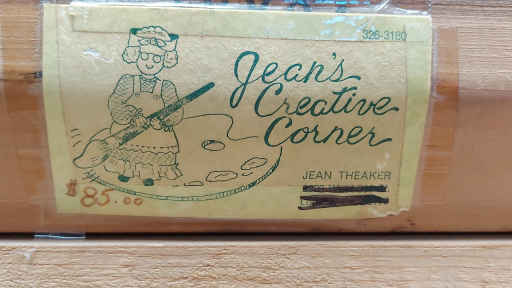 326-3180
Jean's
Creative
Corner
JEAN THEAKER
$85.00